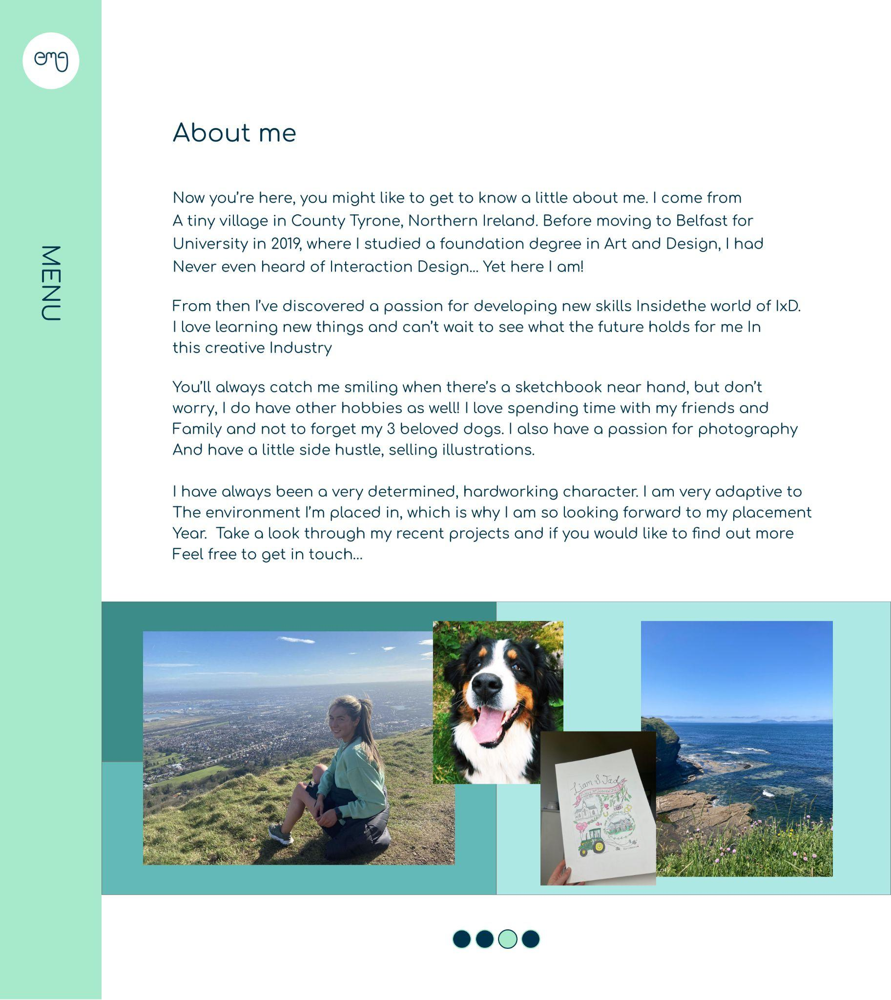 emg
MENU
About me
Now you’re here, you might like to get to know a little about me. I come from
A tiny village in County Tyrone, Northern Ireland. Before moving to Belfast for
University in 2019, where I studied a foundation degree in Art and Design, I had
Never even heard of Interaction Design... Yet here I am!
From then I’ve discovered a passion for developing new skills Insidethe world of IxD.
I love learning new things and can’t wait to see what the future holds for me In
this creative Industry
You’ll always catch me smiling when there’s a sketchbook near hand, but don’t
worry, I do have other hobbies as well! I love spending time with my friends and
Family and not to forget my 3 beloved dogs. I also have a passion for photography
And have a little side hustle, selling illustrations.
I have always been a very determined, hardworking character. I am very adaptive to
The environment I’m placed in, which is why I am so looking forward to my placement
Year.  Take a look through my recent projects and if you would like to find out more
Feel free to get in touch...
Liam & Jade